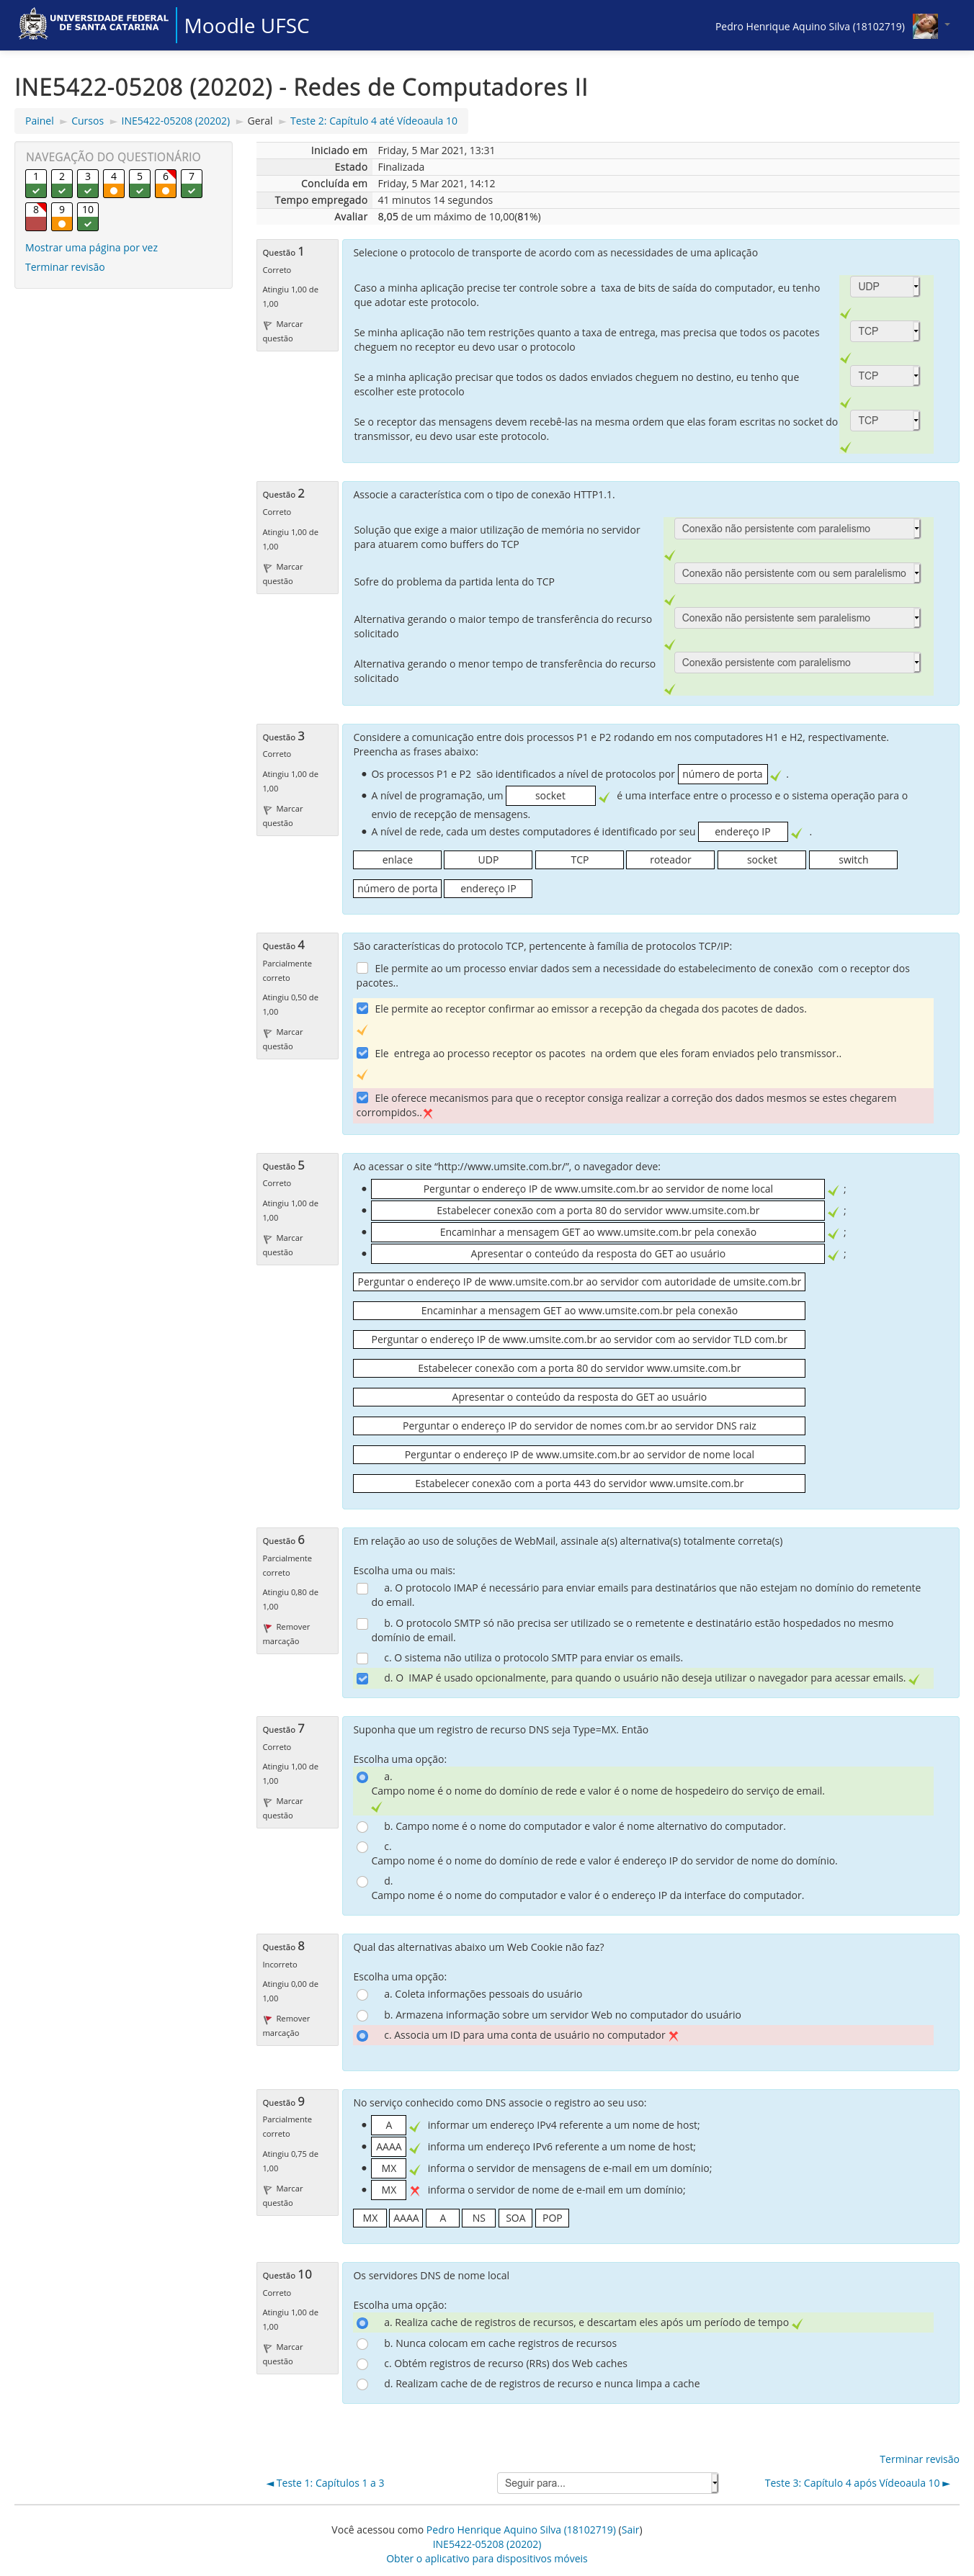 UNIVERSIDADE FEDERAL
DE SANTA CATARINA
Moodle UFSC
Pedro Henrique Aquino Silva (18102719)
INE5422-05208 (20202) - Redes de Computadores II
Painel ► Cursos ► INE5422-05208 (20202) ► Geral ► Teste 2: Capítulo 4 até Vídeoaula 10
NAVEGAÇÃO DO QUESTIONÁRIO
1 2 3 4 5 6 7
8 9 10
Mostrar uma página por vez
Terminar revisão
Iniciado em Friday, 5 Mar 2021, 13:31
Estado Finalizada
Concluída em Friday, 5 Mar 2021, 14:12
Tempo empregado 41 minutos 14 segundos
Avaliar 8,05 de um máximo de 10,00(81%)
Questão 1
Correto
Atingiu 1,00 de
1,00
Marcar
questão
Selecione o protocolo de transporte de acordo com as necessidades de uma aplicação
Caso a minha aplicação precise ter controle sobre a taxa de bits de saída do computador, eu tenho
que adotar este protocolo.
UDP
Se minha aplicação não tem restrições quanto a taxa de entrega, mas precisa que todos os pacotes
cheguem no receptor eu devo usar o protocolo
TCP
Se a minha aplicação precisar que todos os dados enviados cheguem no destino, eu tenho que
escolher este protocolo
TCP
Se o receptor das mensagens devem recebê-las na mesma ordem que elas foram escritas no socket do
transmissor, eu devo usar este protocolo.
TCP
Questão 2
Correto
Atingiu 1,00 de
1,00
Marcar
questão
Associe a característica com o tipo de conexão HTTP1.1.
Solução que exige a maior utilização de memória no servidor
para atuarem como buffers do TCP
Conexão não persistente com paralelismo
Sofre do problema da partida lenta do TCP
Conexão não persistente com ou sem paralelismo
Alternativa gerando o maior tempo de transferência do recurso
solicitado
Conexão não persistente sem paralelismo
Alternativa gerando o menor tempo de transferência do recurso
solicitado
Conexão persistente com paralelismo
Questão 3
Correto
Atingiu 1,00 de
1,00
Marcar
questão
Considere a comunicação entre dois processos P1 e P2 rodando em nos computadores H1 e H2, respectivamente.
Preencha as frases abaixo:
• Os processos P1 e P2 são identificados a nível de protocolos por número de porta .
• A nível de programação, um socket é uma interface entre o processo e o sistema operação para o
envio de recepção de mensagens.
• A nível de rede, cada um destes computadores é identificado por seu endereço IP .
enlace UDP TCP roteador socket switch
número de porta endereço IP
Questão 4
Parcialmente
correto
Atingiu 0,50 de
1,00
Marcar
questão
São características do protocolo TCP, pertencente à família de protocolos TCP/IP:
Ele permite ao um processo enviar dados sem a necessidade do estabelecimento de conexão com o receptor dos
pacotes..
Ele permite ao receptor confirmar ao emissor a recepção da chegada dos pacotes de dados.
Ele entrega ao processo receptor os pacotes na ordem que eles foram enviados pelo transmissor..
Ele oferece mecanismos para que o receptor consiga realizar a correção dos dados mesmos se estes chegarem
corrompidos..
Questão 5
Correto
Atingiu 1,00 de
1,00
Marcar
questão
Ao acessar o site “http://www.umsite.com.br/”, o navegador deve:
• Perguntar o endereço IP de www.umsite.com.br ao servidor de nome local ;
• Estabelecer conexão com a porta 80 do servidor www.umsite.com.br ;
• Encaminhar a mensagem GET ao www.umsite.com.br pela conexão ;
• Apresentar o conteúdo da resposta do GET ao usuário ;
Perguntar o endereço IP de www.umsite.com.br ao servidor com autoridade de umsite.com.br
Encaminhar a mensagem GET ao www.umsite.com.br pela conexão
Perguntar o endereço IP de www.umsite.com.br ao servidor com ao servidor TLD com.br
Estabelecer conexão com a porta 80 do servidor www.umsite.com.br
Apresentar o conteúdo da resposta do GET ao usuário
Perguntar o endereço IP do servidor de nomes com.br ao servidor DNS raiz
Perguntar o endereço IP de www.umsite.com.br ao servidor de nome local
Estabelecer conexão com a porta 443 do servidor www.umsite.com.br
Questão 6
Parcialmente
correto
Atingiu 0,80 de
1,00
Remover
marcação
Em relação ao uso de soluções de WebMail, assinale a(s) alternativa(s) totalmente correta(s)
Escolha uma ou mais:
a. O protocolo IMAP é necessário para enviar emails para destinatários que não estejam no domínio do remetente
do email.
b. O protocolo SMTP só não precisa ser utilizado se o remetente e destinatário estão hospedados no mesmo
domínio de email.
c. O sistema não utiliza o protocolo SMTP para enviar os emails.
d. O IMAP é usado opcionalmente, para quando o usuário não deseja utilizar o navegador para acessar emails.
Questão 7
Correto
Atingiu 1,00 de
1,00
Marcar
questão
Suponha que um registro de recurso DNS seja Type=MX. Então
Escolha uma opção:
a.
Campo nome é o nome do domínio de rede e valor é o nome de hospedeiro do serviço de email.
b. Campo nome é o nome do computador e valor é nome alternativo do computador.
c.
Campo nome é o nome do domínio de rede e valor é endereço IP do servidor de nome do domínio.
d.
Campo nome é o nome do computador e valor é o endereço IP da interface do computador.
Questão 8
Incorreto
Atingiu 0,00 de
1,00
Remover
marcação
Qual das alternativas abaixo um Web Cookie não faz?
Escolha uma opção:
a. Coleta informações pessoais do usuário
b. Armazena informação sobre um servidor Web no computador do usuário
c. Associa um ID para uma conta de usuário no computador
Questão 9
Parcialmente
correto
Atingiu 0,75 de
1,00
Marcar
questão
No serviço conhecido como DNS associe o registro ao seu uso:
• A informar um endereço IPv4 referente a um nome de host;
• AAAA informa um endereço IPv6 referente a um nome de host;
• MX informa o servidor de mensagens de e-mail em um domínio;
• MX informa o servidor de nome de e-mail em um domínio;
MX AAAA A NS SOA POP
Questão 10
Correto
Atingiu 1,00 de
1,00
Marcar
questão
Os servidores DNS de nome local
Escolha uma opção:
a. Realiza cache de registros de recursos, e descartam eles após um período de tempo
b. Nunca colocam em cache registros de recursos
c. Obtém registros de recurso (RRs) dos Web caches
d. Realizam cache de de registros de recurso e nunca limpa a cache
Terminar revisão
◄ Teste 1: Capítulos 1 a 3
Seguir para...
Teste 3: Capítulo 4 após Vídeoaula 10 ►
Você acessou como Pedro Henrique Aquino Silva (18102719) (Sair)
INE5422-05208 (20202)
Obter o aplicativo para dispositivos móveis